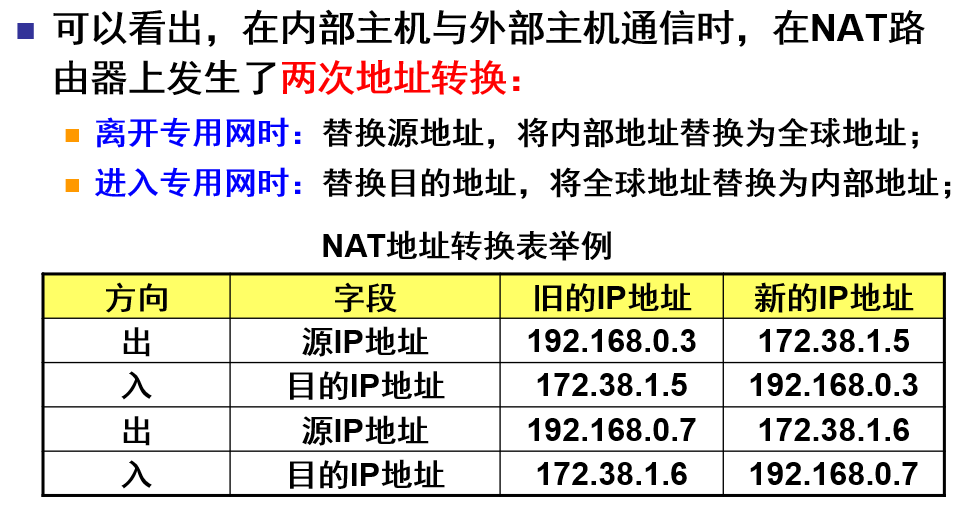 可以看出，在内部主机与外部主机通信时，在NAT路
由器上发生了两次地址转换：
离开专用网时：替换源地址，将内部地址替换为全球地址；
进入专用网时：替换目的地址，将全球地址替换为内部地址；
NAT地址转换表举例
方向 字段 旧的IP地址 新的IP地址
出 源IP地址 192.168.0.3 172.38.1.5
入 目的IP地址 172.38.1.5 192.168.0.3
出 源IP地址 192.168.0.7 172.38.1.6
入 目的IP地址 172.38.1.6 192.168.0.7